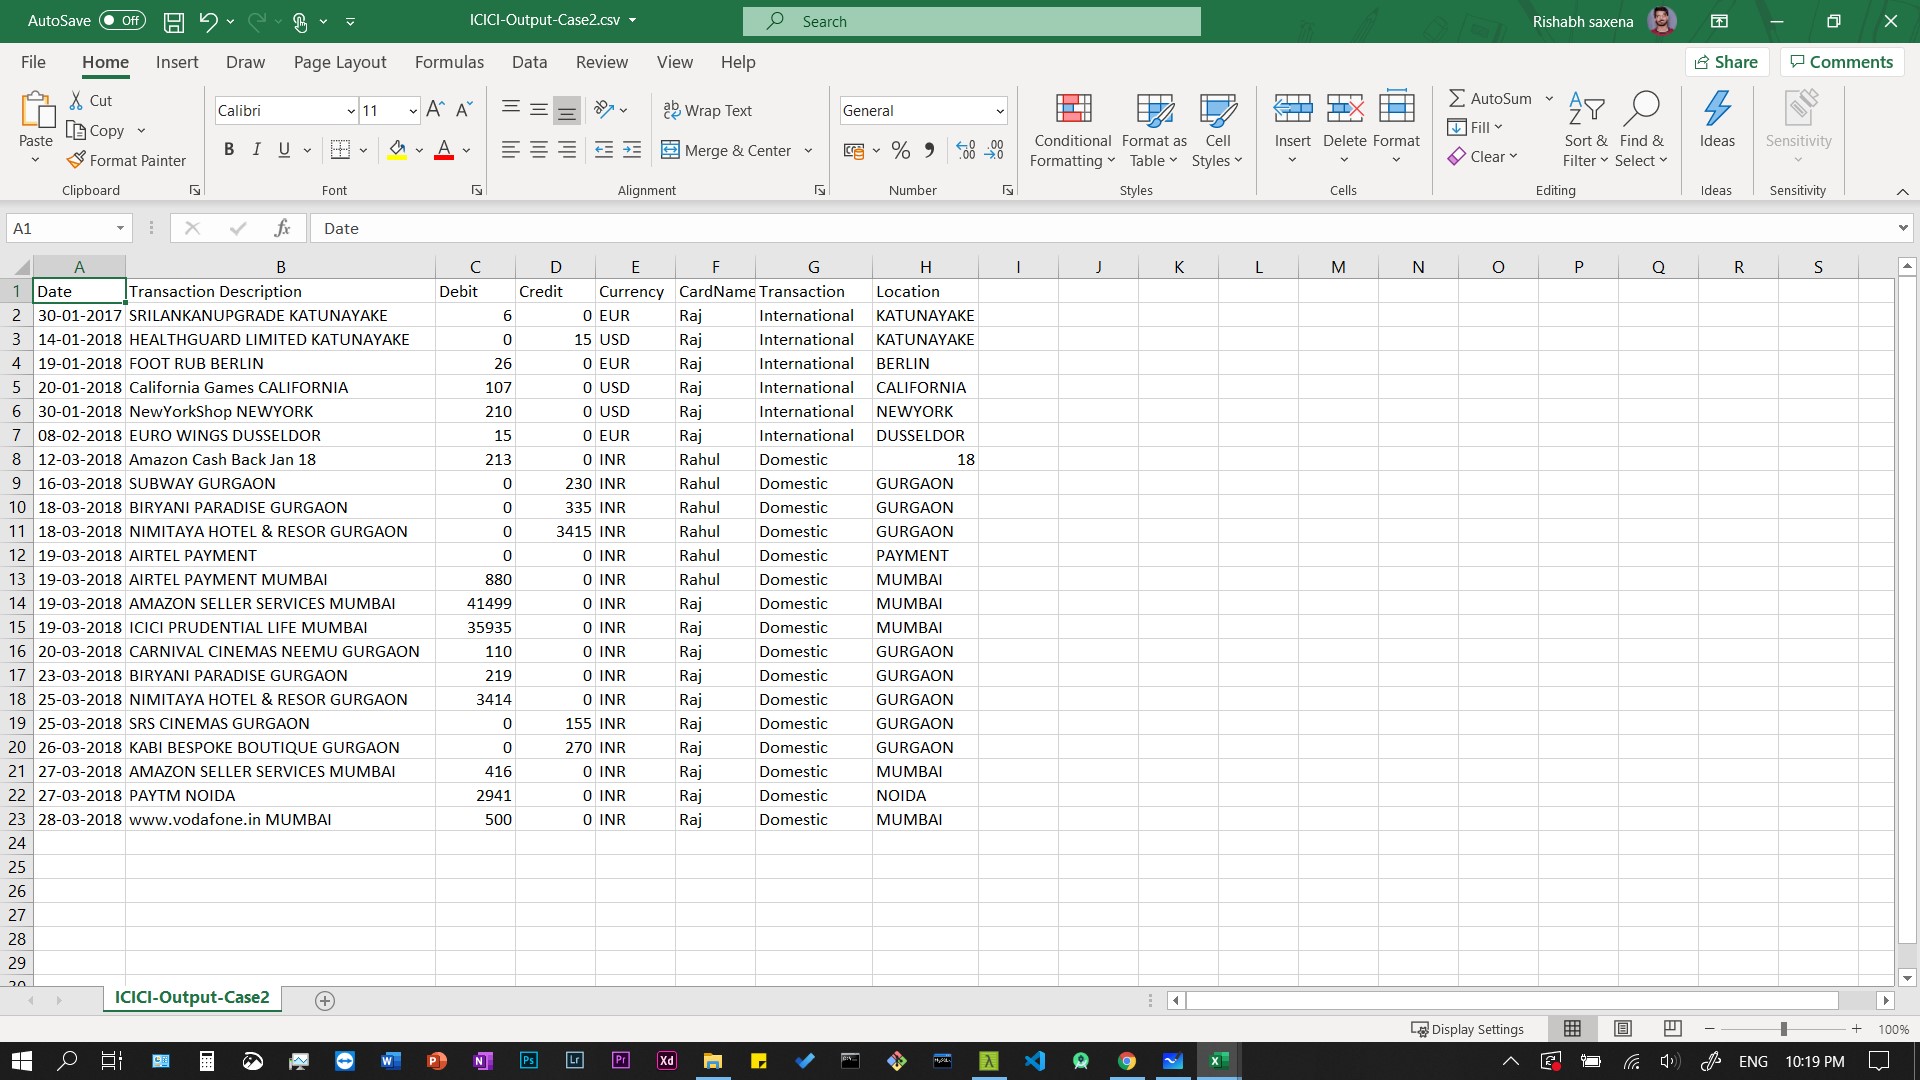 AutoSave Off ICICI-Output-Case2.csv Search Rishabh saxena
File Home Insert Draw Page Layout Formulas Data Review View Help Share Comments
Paste Cut Copy Format Painter Clipboard
Calibri 11 A A B I U A Font
ab Wrap Text Merge & Center Alignment
General % Number
Conditional Formatting Format as Table Cell Styles Styles
Insert Delete Format Cells
AutoSum Fill Clear Sort & Filter Find & Select Editing
Ideas Ideas
Sensitivity Sensitivity
A1 fx Date
A B C D E F G H I J K L M N O P Q R S
1 Date Transaction Description Debit Credit Currency CardName Transaction Location
2 30-01-2017 SRILANKANUPGRADE KATUNAYAKE 6 0 EUR Raj International KATUNAYAKE
3 14-01-2018 HEALTHGUARD LIMITED KATUNAYAKE 0 15 USD Raj International KATUNAYAKE
4 19-01-2018 FOOT RUB BERLIN 26 0 EUR Raj International BERLIN
5 20-01-2018 California Games CALIFORNIA 107 0 USD Raj International CALIFORNIA
6 30-01-2018 NewYorkShop NEWYORK 210 0 USD Raj International NEWYORK
7 08-02-2018 EURO WINGS DUSSELDOR 15 0 EUR Raj International DUSSELDOR
8 12-03-2018 Amazon Cash Back Jan 18 213 0 INR Rahul Domestic 18
9 16-03-2018 SUBWAY GURGAON 0 230 INR Rahul Domestic GURGAON
10 18-03-2018 BIRYANI PARADISE GURGAON 0 335 INR Rahul Domestic GURGAON
11 18-03-2018 NIMITAYA HOTEL & RESOR GURGAON 0 3415 INR Rahul Domestic GURGAON
12 19-03-2018 AIRTEL PAYMENT 0 0 INR Rahul Domestic PAYMENT
13 19-03-2018 AIRTEL PAYMENT MUMBAI 880 0 INR Rahul Domestic MUMBAI
14 19-03-2018 AMAZON SELLER SERVICES MUMBAI 41499 0 INR Raj Domestic MUMBAI
15 19-03-2018 ICICI PRUDENTIAL LIFE MUMBAI 35935 0 INR Raj Domestic MUMBAI
16 20-03-2018 CARNIVAL CINEMAS NEEMU GURGAON 110 0 INR Raj Domestic GURGAON
17 23-03-2018 BIRYANI PARADISE GURGAON 219 0 INR Raj Domestic GURGAON
18 25-03-2018 NIMITAYA HOTEL & RESOR GURGAON 3414 0 INR Raj Domestic GURGAON
19 25-03-2018 SRS CINEMAS GURGAON 0 155 INR Raj Domestic GURGAON
20 26-03-2018 KABI BESPOKE BOUTIQUE GURGAON 0 270 INR Raj Domestic GURGAON
21 27-03-2018 AMAZON SELLER SERVICES MUMBAI 416 0 INR Raj Domestic MUMBAI
22 27-03-2018 PAYTM NOIDA 2941 0 INR Raj Domestic NOIDA
23 28-03-2018 www.vodafone.in MUMBAI 500 0 INR Raj Domestic MUMBAI
24
25
26
27
28
29
30
ICICI-Output-Case2
Display Settings 100%
ENG 10:19 PM